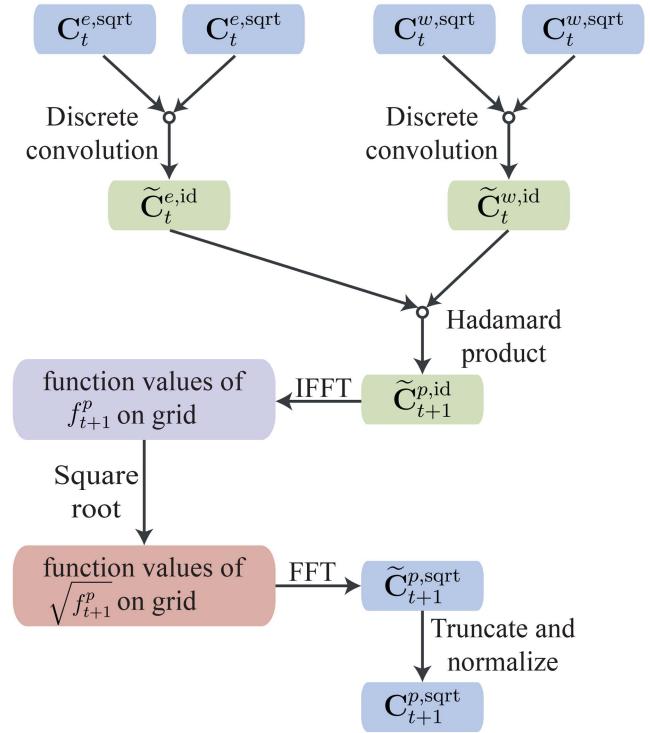 C_t^{e,sqrt} C_t^{e,sqrt} C_t^{w,sqrt} C_t^{w,sqrt}
Discrete
convolution
Discrete
convolution
C̃_t^{e,id} C̃_t^{w,id}
Hadamard
product
function values of
f_{t+1}^p on grid
IFFT
C̃_{t+1}^{p,id}
Square
root
function values of
√(f_{t+1}^p) on grid
FFT
C̃_{t+1}^{p,sqrt}
Truncate and
normalize
C_{t+1}^{p,sqrt}